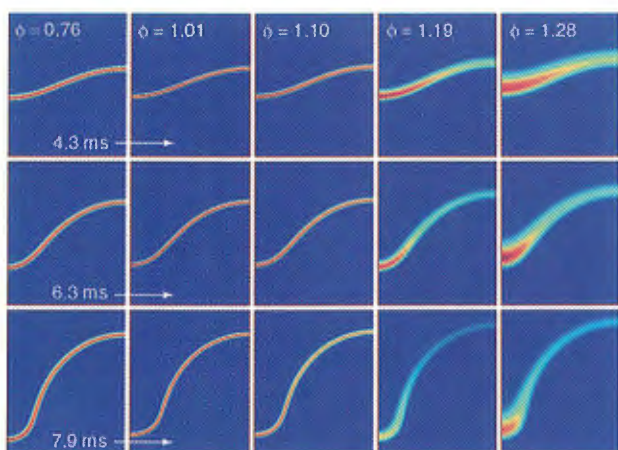 ϕ = 0.76
ϕ = 1.01
ϕ = 1.10
ϕ = 1.19
ϕ = 1.28
4.3 ms
6.3 ms
7.9 ms